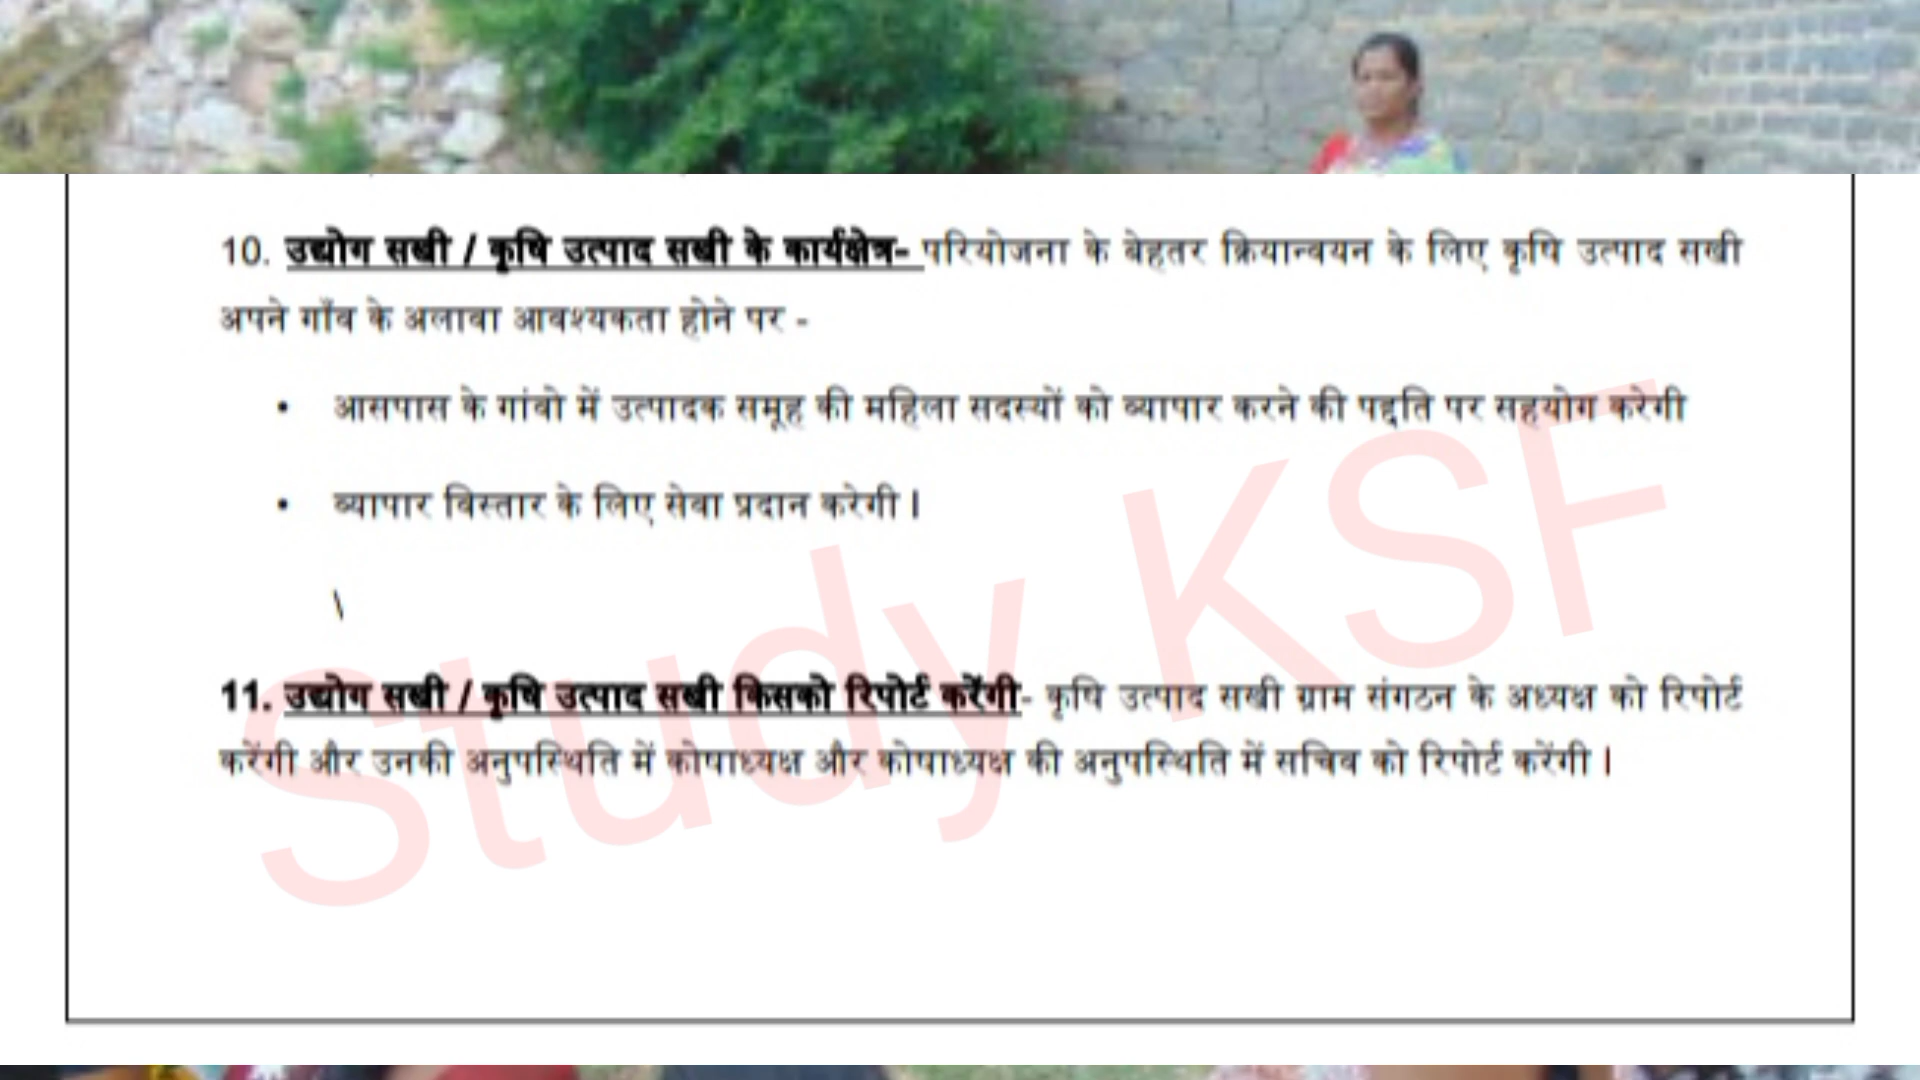 10. उद्योग सखी / कृषि उत्पाद सखी के कार्यक्षेत्र- परियोजना के बेहतर क्रियान्वयन के लिए कृषि उत्पाद सखी
अपने गाँव के अलावा आवश्यकता होने पर -
• आसपास के गांवो में उत्पादक समूह की महिला सदस्यों को व्यापार करने की पद्दति पर सहयोग करेगी
• व्यापार विस्तार के लिए सेवा प्रदान करेगी |
\
11. उद्योग सखी / कृषि उत्पाद सखी किसको रिपोर्ट करेंगी- कृषि उत्पाद सखी ग्राम संगठन के अध्यक्ष को रिपोर्ट
करेंगी और उनकी अनुपस्थिति में कोषाध्यक्ष और कोषाध्यक्ष की अनुपस्थिति में सचिव को रिपोर्ट करेंगी |
Study KSF